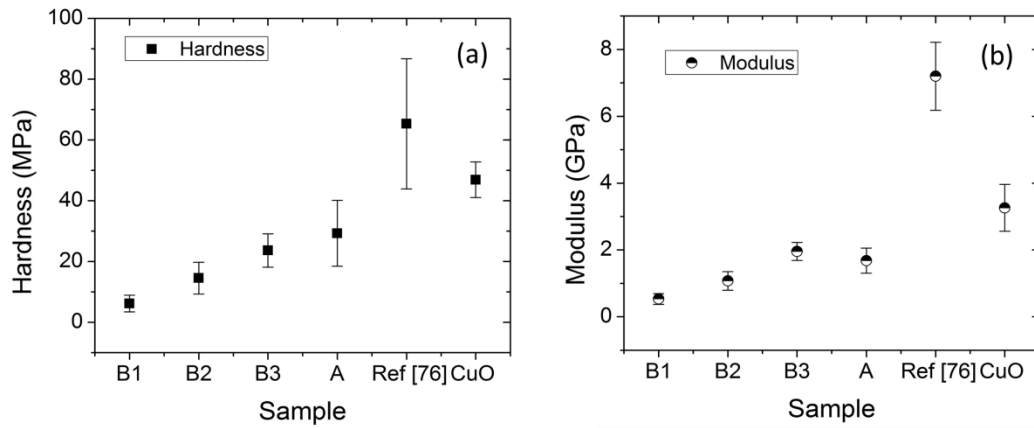 100
80
60
40
20
0
Hardness (MPa)
Hardness
(a)
B1 B2 B3 A Ref [76] CuO
Sample
8
6
4
2
0
Modulus (GPa)
Modulus
(b)
B1 B2 B3 A Ref [76] CuO
Sample